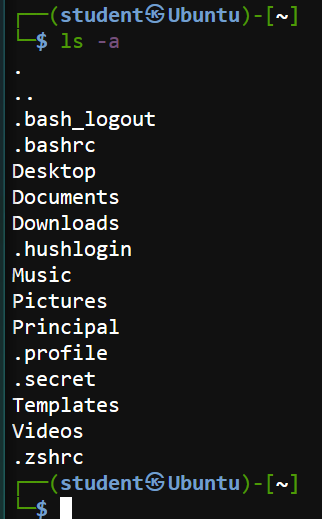 ┌──(student㉿Ubuntu)-[~]
└─$ ls -a
.
..
.bash_logout
.bashrc
Desktop
Documents
Downloads
.hushlogin
Music
Pictures
Principal
.profile
.secret
Templates
Videos
.zshrc
┌──(student㉿Ubuntu)-[~]
└─$